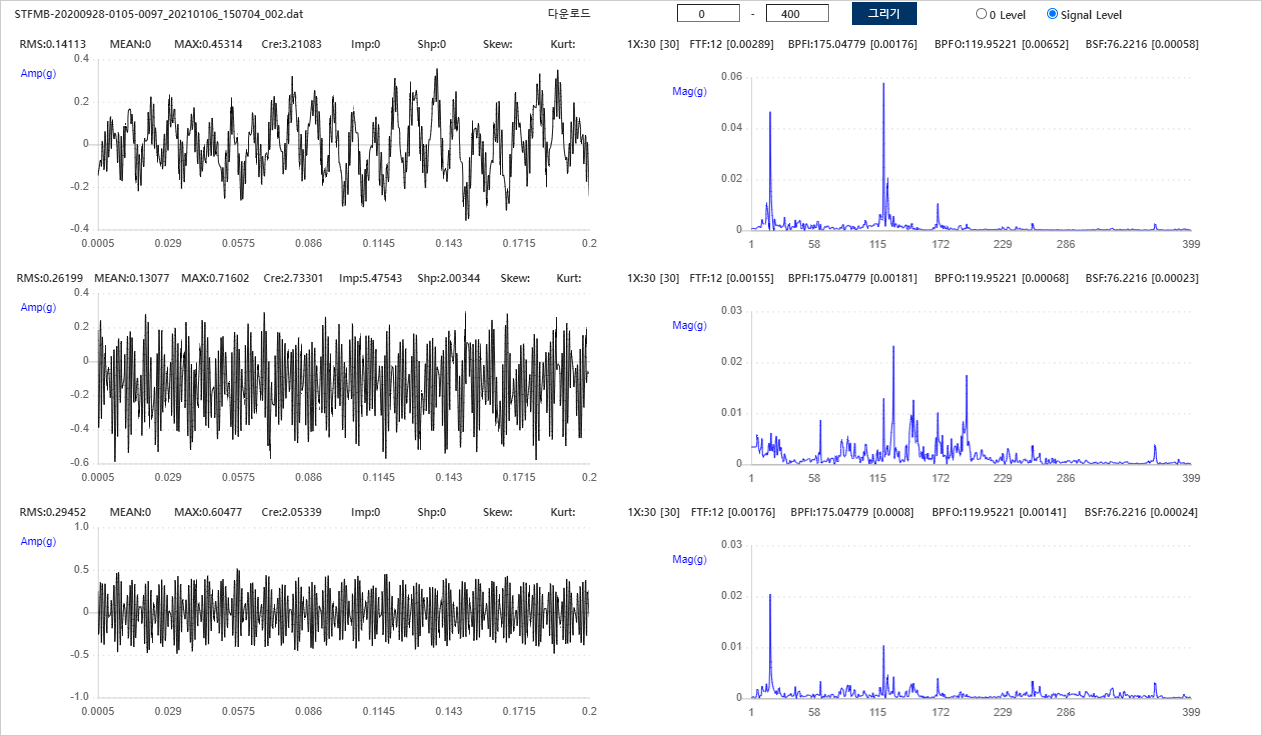 STFMB-20200928-0105-0097_20210106_150704_002.dat 다운로드 0 - 400 그리기 0 Level Signal Level
RMS:0.14113 MEAN:0 MAX:0.45314 Cre:3.21083 Imp:0 Shp:0 Skew: Kurt:
Amp(g)
0.4
0.2
0
-0.2
-0.4
0.0005 0.029 0.0575 0.086 0.1145 0.143 0.1715 0.2
1X:30 [30] FTF:12 [0.00289] BPFI:175.04779 [0.00176] BPFO:119.95221 [0.00652] BSF:76.2216 [0.00058]
Mag(g)
0.06
0.04
0.02
0
1 58 115 172 229 286 399
RMS:0.26199 MEAN:0.13077 MAX:0.71602 Cre:2.73301 Imp:5.47543 Shp:2.00344 Skew: Kurt:
Amp(g)
0.4
0.2
0
-0.2
-0.4
-0.6
0.0005 0.029 0.0575 0.086 0.1145 0.143 0.1715 0.2
1X:30 [30] FTF:12 [0.00155] BPFI:175.04779 [0.00181] BPFO:119.95221 [0.00068] BSF:76.2216 [0.00023]
Mag(g)
0.03
0.02
0.01
0
1 58 115 172 229 286 399
RMS:0.29452 MEAN:0 MAX:0.60477 Cre:2.05339 Imp:0 Shp:0 Skew: Kurt:
Amp(g)
1.0
0.5
0
-0.5
-1.0
0.0005 0.029 0.0575 0.086 0.1145 0.143 0.1715 0.2
1X:30 [30] FTF:12 [0.00176] BPFI:175.04779 [0.0008] BPFO:119.95221 [0.00141] BSF:76.2216 [0.00024]
Mag(g)
0.03
0.02
0.01
0
1 58 115 172 229 286 399